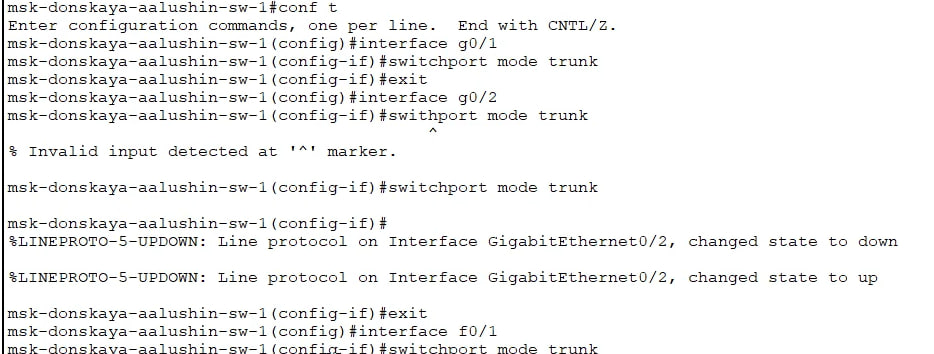 msk-donskaya-aalushin-sw-1#conf t
Enter configuration commands, one per line.  End with CNTL/Z.
msk-donskaya-aalushin-sw-1(config)#interface g0/1
msk-donskaya-aalushin-sw-1(config-if)#switchport mode trunk
msk-donskaya-aalushin-sw-1(config-if)#exit
msk-donskaya-aalushin-sw-1(config)#interface g0/2
msk-donskaya-aalushin-sw-1(config-if)#swithport mode trunk
^
% Invalid input detected at '^' marker.
msk-donskaya-aalushin-sw-1(config-if)#switchport mode trunk
msk-donskaya-aalushin-sw-1(config-if)#
%LINEPROTO-5-UPDOWN: Line protocol on Interface GigabitEthernet0/2, changed state to down
%LINEPROTO-5-UPDOWN: Line protocol on Interface GigabitEthernet0/2, changed state to up
msk-donskaya-aalushin-sw-1(config-if)#exit
msk-donskaya-aalushin-sw-1(config)#interface f0/1
msk-donskaya-aalushin-sw-1(config-if)#switchport mode trunk